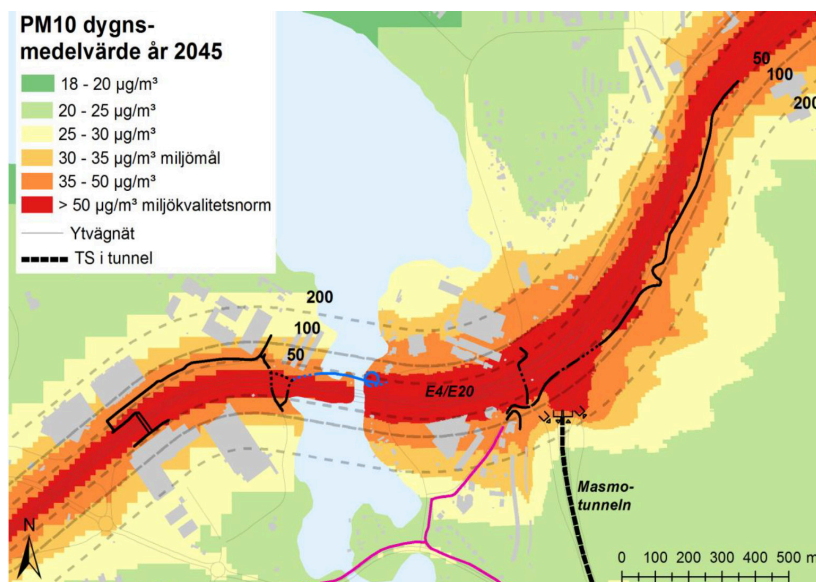 PM10 dygns-
medelvärde år 2045
18 - 20 µg/m³
20 - 25 µg/m³
25 - 30 µg/m³
30 - 35 µg/m³ miljömål
35 - 50 µg/m³
> 50 µg/m³ miljökvalitetsnorm
Ytvägnät
TS i tunnel
50
100
200
200
100
50
E4/E20
Masmo-
tunneln
N
0 100 200 300 400 500 m